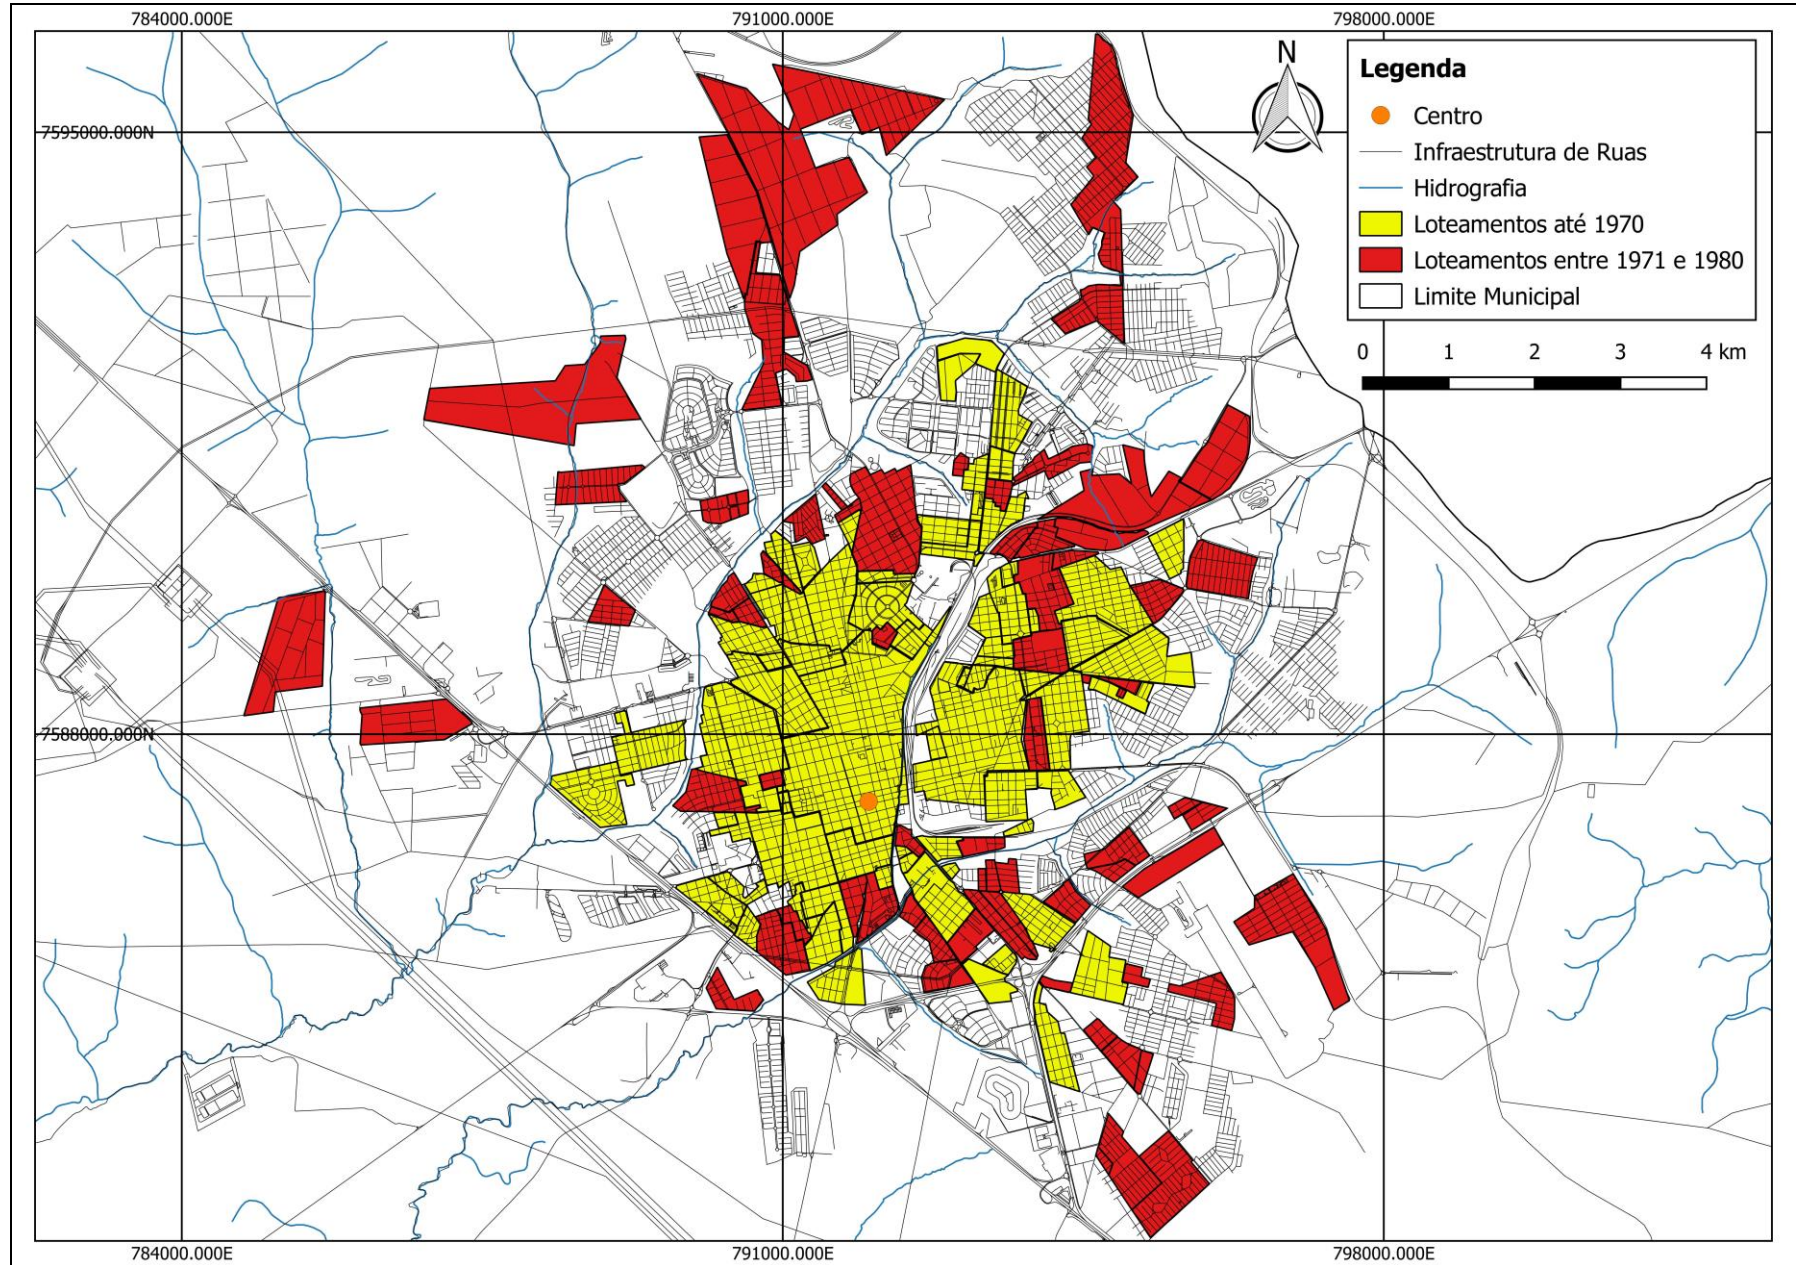 784000.000E 791000.000E 798000.000E
N
Legenda
Centro
Infraestrutura de Ruas
Hidrografia
Loteamentos até 1970
Loteamentos entre 1971 e 1980
Limite Municipal
7595000.000N
0 1 2 3 4 km
7588000.000N
784000.000E 791000.000E 798000.000E